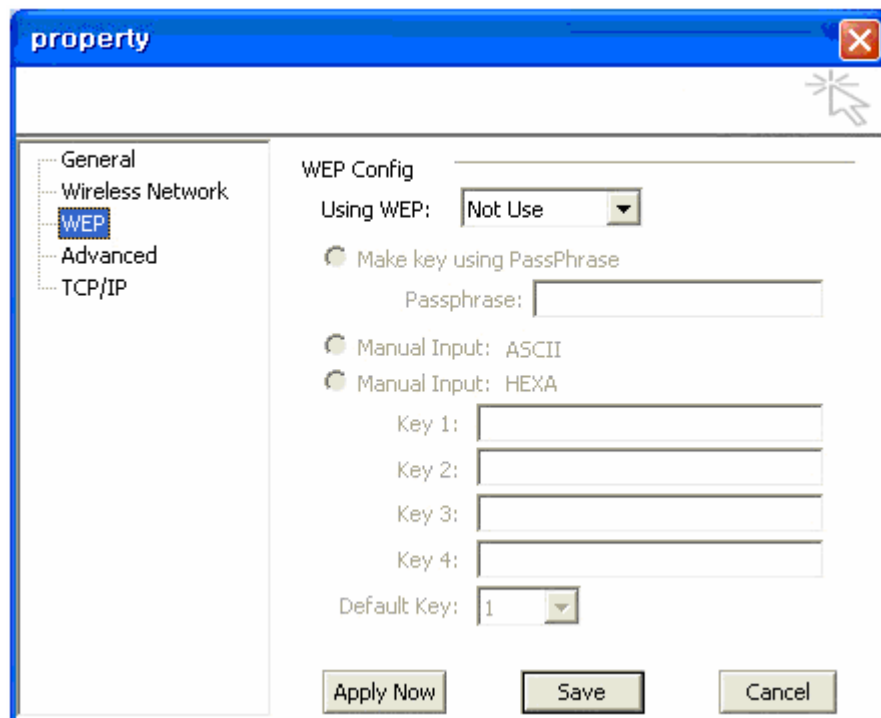 property
General
Wireless Network
WEP
Advanced
TCP/IP
WEP Config
Using WEP: Not Use
Make key using PassPhrase
Passphrase:
Manual Input: ASCII
Manual Input: HEXA
Key 1:
Key 2:
Key 3:
Key 4:
Default Key: 1
Apply Now Save Cancel